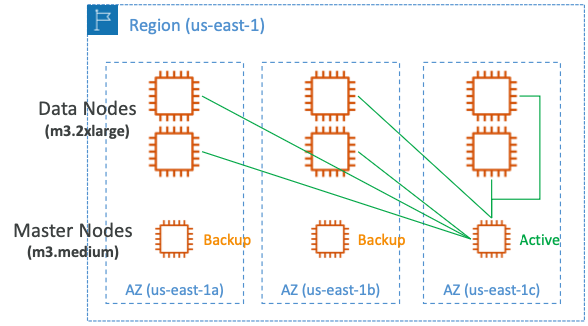 Region (us-east-1)
Data Nodes
(m3.2xlarge)
Master Nodes
(m3.medium)
Backup
Backup
Active
AZ (us-east-1a)
AZ (us-east-1b)
AZ (us-east-1c)